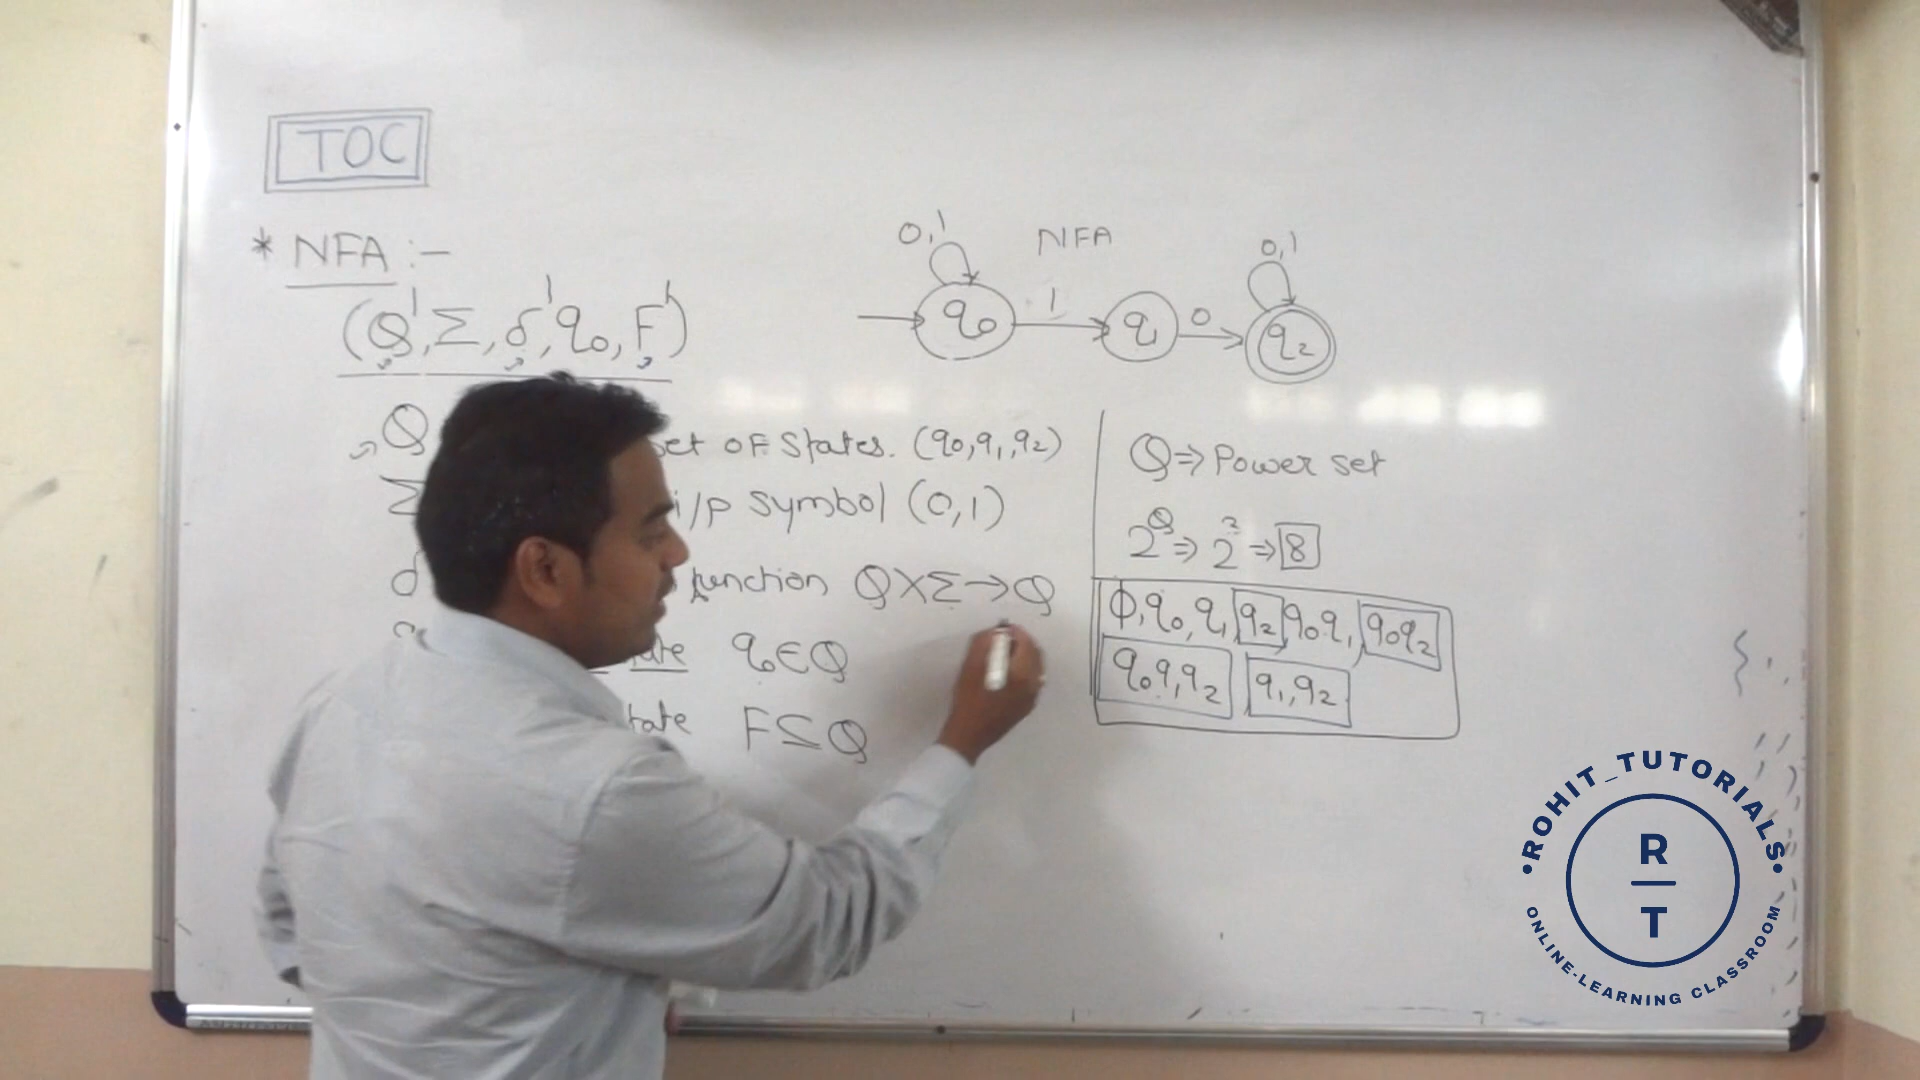 TOC
* NFA :-
(Q', Σ, δ', q0, F')
0,1
NFA
0,1
q0
1
q1
0
q2
Q set of States. (q0, q1, q2)
Σ i/p Symbol (0,1)
δ function Q×Σ→Q
q0∈Q
F⊆Q
Q⇒Power set
2^Q⇒ 2^3 ⇒ 8
ϕ, q0, q1, q2 q0q1, q0q2
q0q1q2 q1,q2
•ROHIT_TUTORIALS•
R
T
ONLINE-LEARNING CLASSROOM